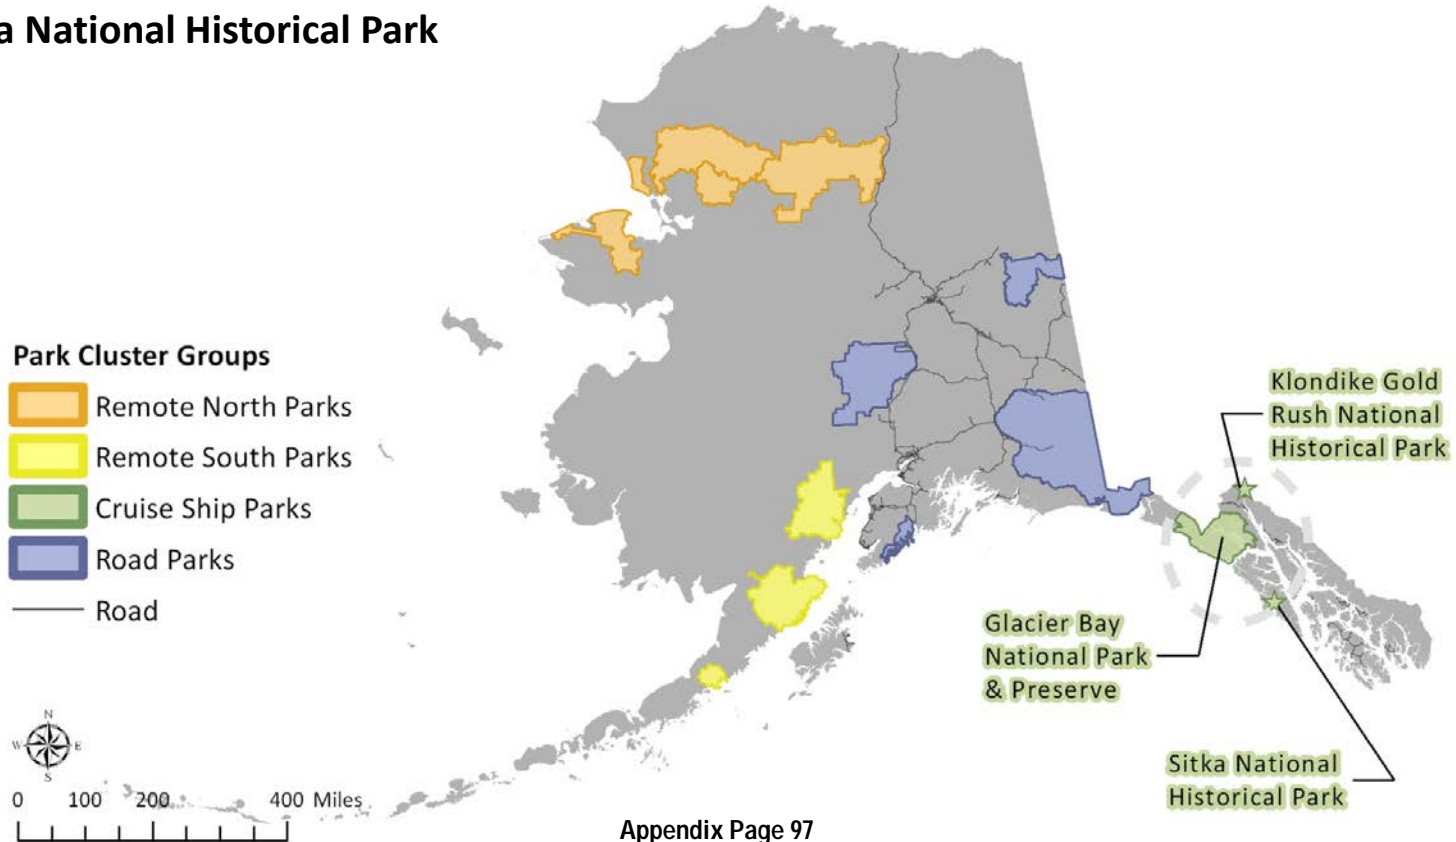 a National Historical Park
Park Cluster Groups
Remote North Parks
Remote South Parks
Cruise Ship Parks
Road Parks
Road
Klondike Gold
Rush National
Historical Park
Glacier Bay
National Park
& Preserve
Sitka National
Historical Park
N
W E
S
0 100 200 400 Miles
Appendix Page 97